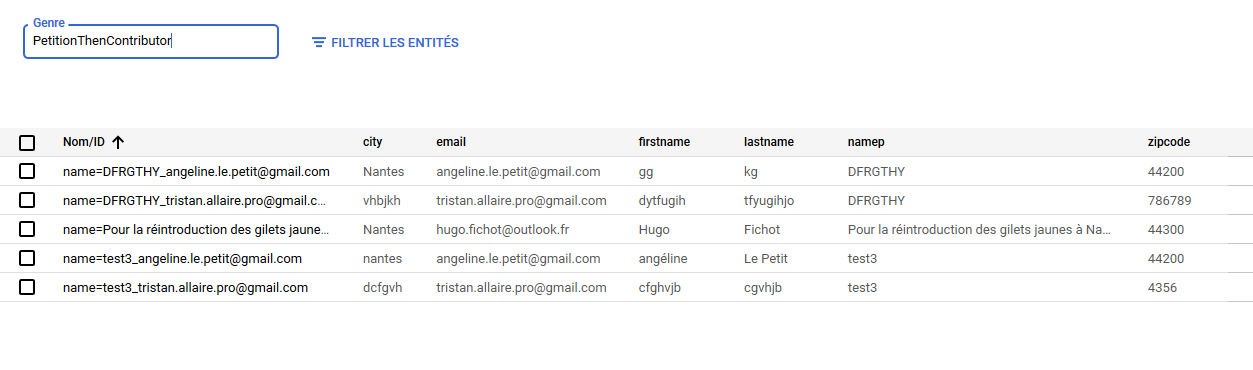 Genre
PetitionThenContributor
FILTRER LES ENTITÉS
Nom/ID city email firstname lastname namep zipcode
name=DFRGTHY_angeline.le.petit@gmail.com Nantes angeline.le.petit@gmail.com gg kg DFRGTHY 44200
name=DFRGTHY_tristan.allaire.pro@gmail.c... vhbjkh tristan.allaire.pro@gmail.com dytfugih tfyugihjo DFRGTHY 786789
name=Pour la réintroduction des gilets jaune... Nantes hugo.fichot@outlook.fr Hugo Fichot Pour la réintroduction des gilets jaunes à Na... 44300
name=test3_angeline.le.petit@gmail.com nantes angeline.le.petit@gmail.com angéline Le Petit test3 44200
name=test3_tristan.allaire.pro@gmail.com dcfgvh tristan.allaire.pro@gmail.com cfghvjb cgvhjb test3 4356